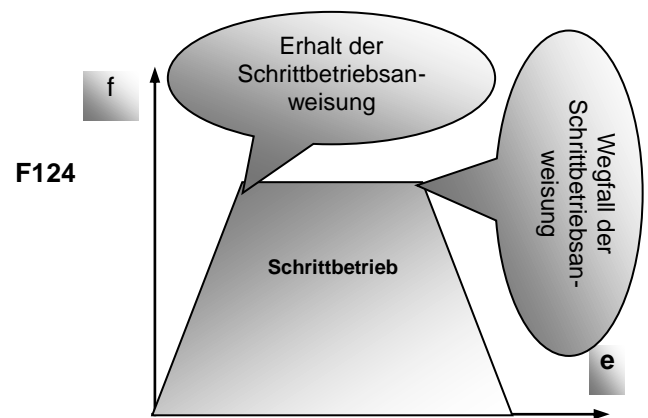 Erhalt der
Schrittbetriebsan-
weisung
f
F124
Wegfall der
Schrittbetriebsan-
weisung
Schrittbetrieb
e